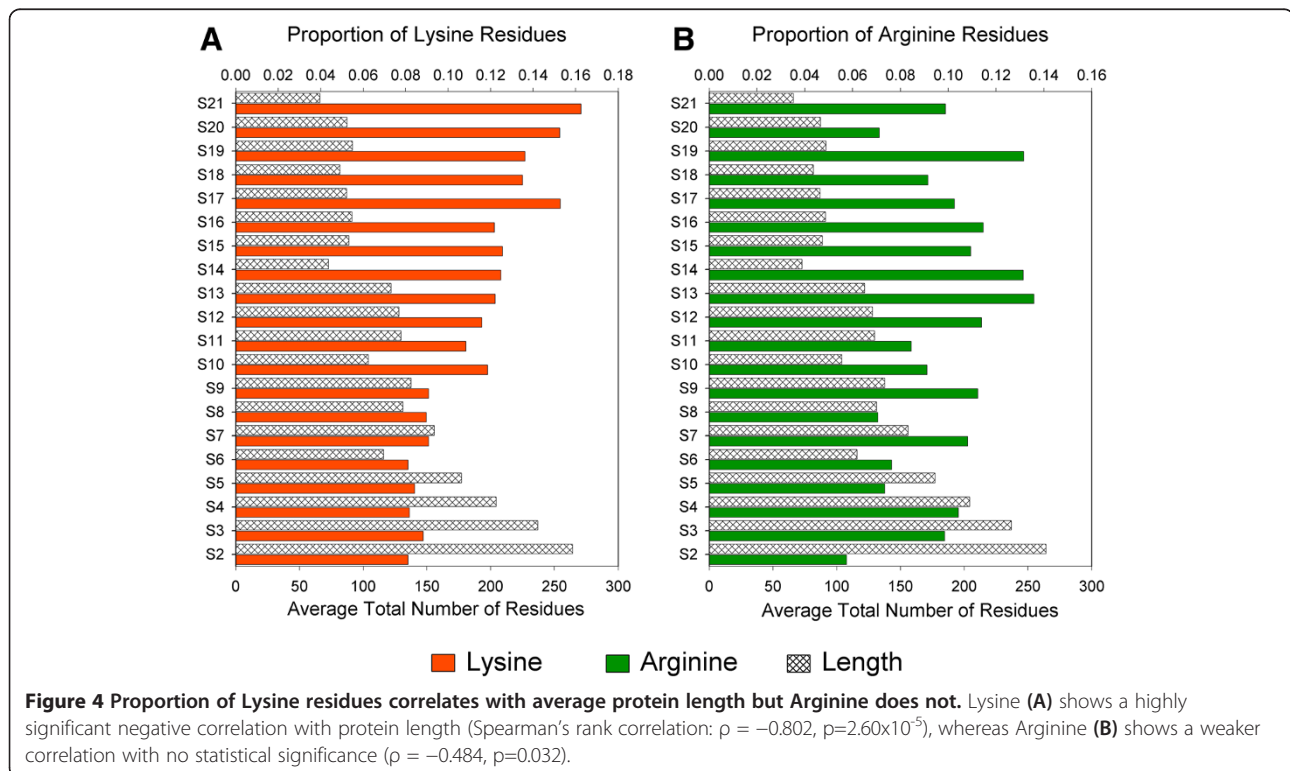 A
Proportion of Lysine Residues
0.00 0.02 0.04 0.06 0.08 0.10 0.12 0.14 0.16 0.18
S21
S20
S19
S18
S17
S16
S15
S14
S13
S12
S11
S10
S9
S8
S7
S6
S5
S4
S3
S2
0 50 100 150 200 250 300
Average Total Number of Residues
B
Proportion of Arginine Residues
0.00 0.02 0.04 0.06 0.08 0.10 0.12 0.14 0.16
S21
S20
S19
S18
S17
S16
S15
S14
S13
S12
S11
S10
S9
S8
S7
S6
S5
S4
S3
S2
0 50 100 150 200 250 300
Average Total Number of Residues
Lysine Arginine Length
Figure 4 Proportion of Lysine residues correlates with average protein length but Arginine does not. Lysine (A) shows a highly
significant negative correlation with protein length (Spearman's rank correlation: ρ = −0.802, p=2.60x10⁻⁵), whereas Arginine (B) shows a weaker
correlation with no statistical significance (ρ = −0.484, p=0.032).